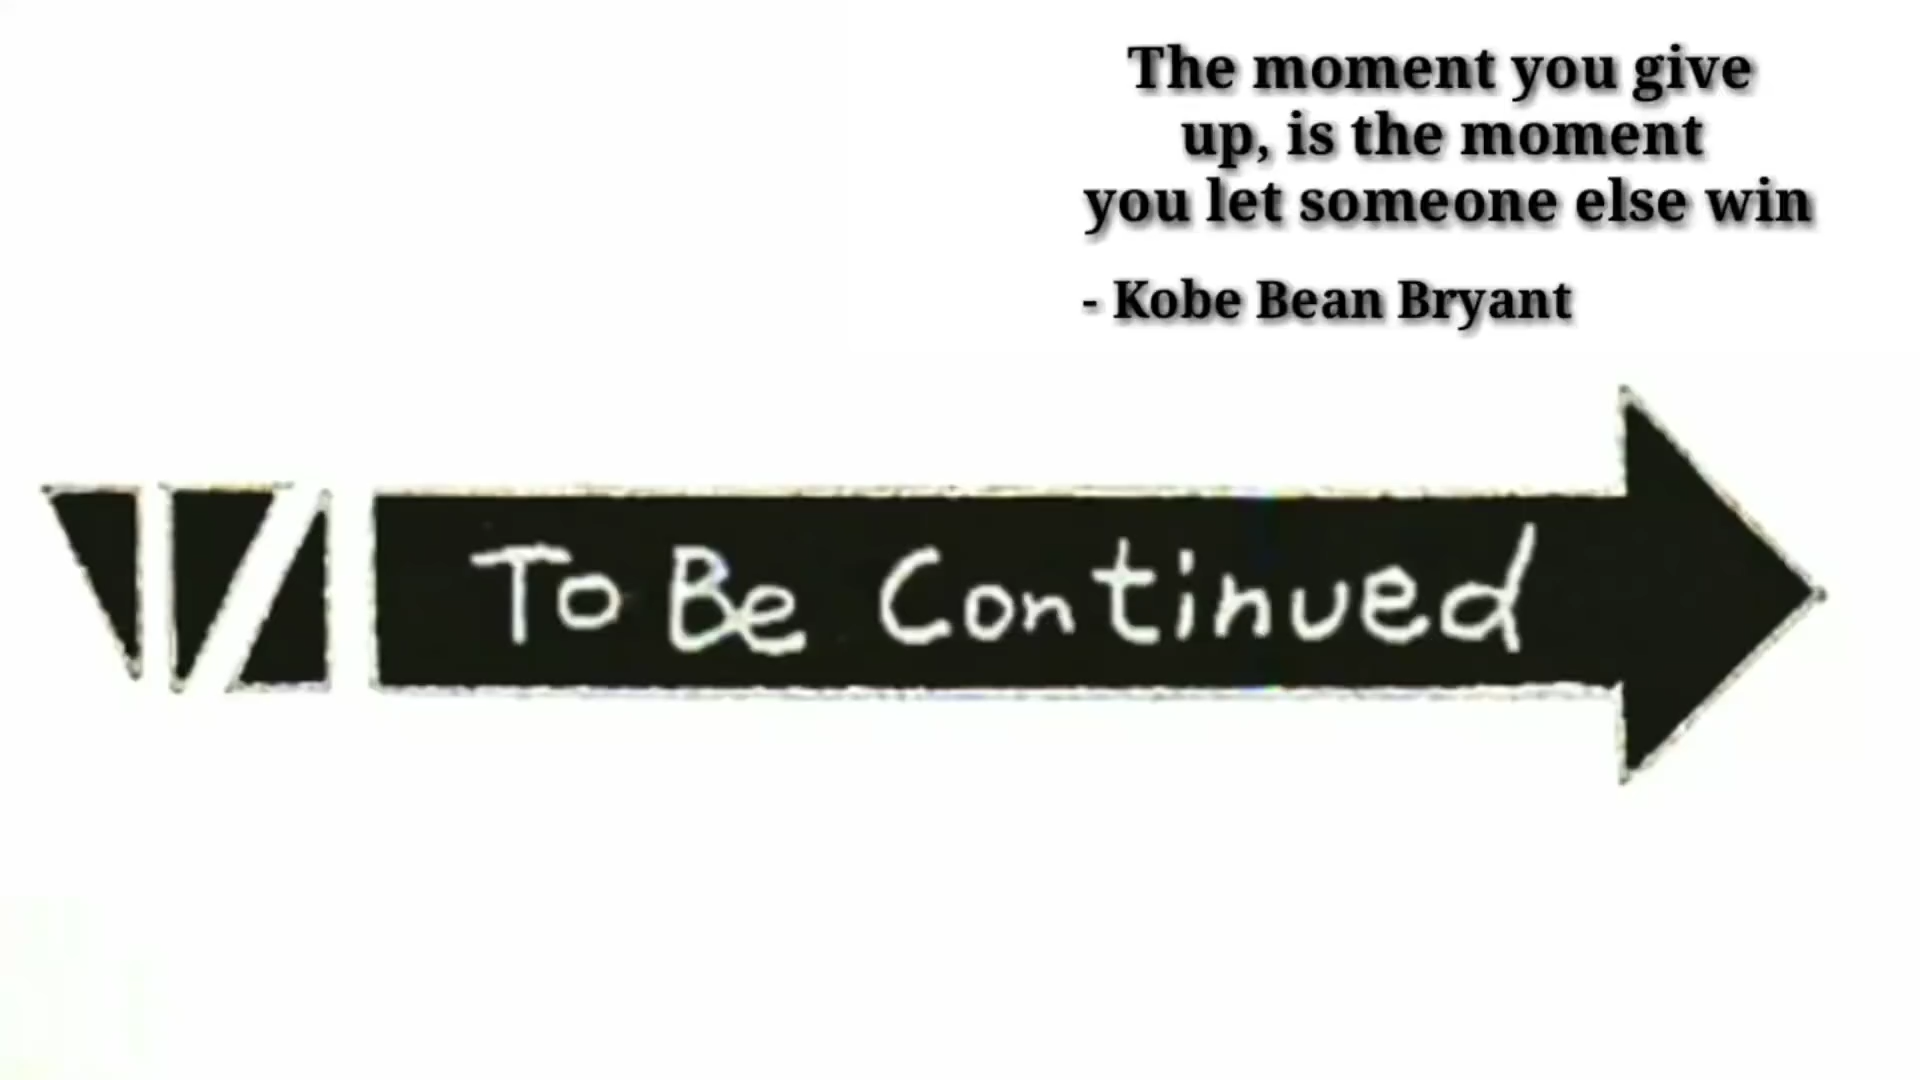 The moment you give
up, is the moment
you let someone else win
- Kobe Bean Bryant
To Be Continued